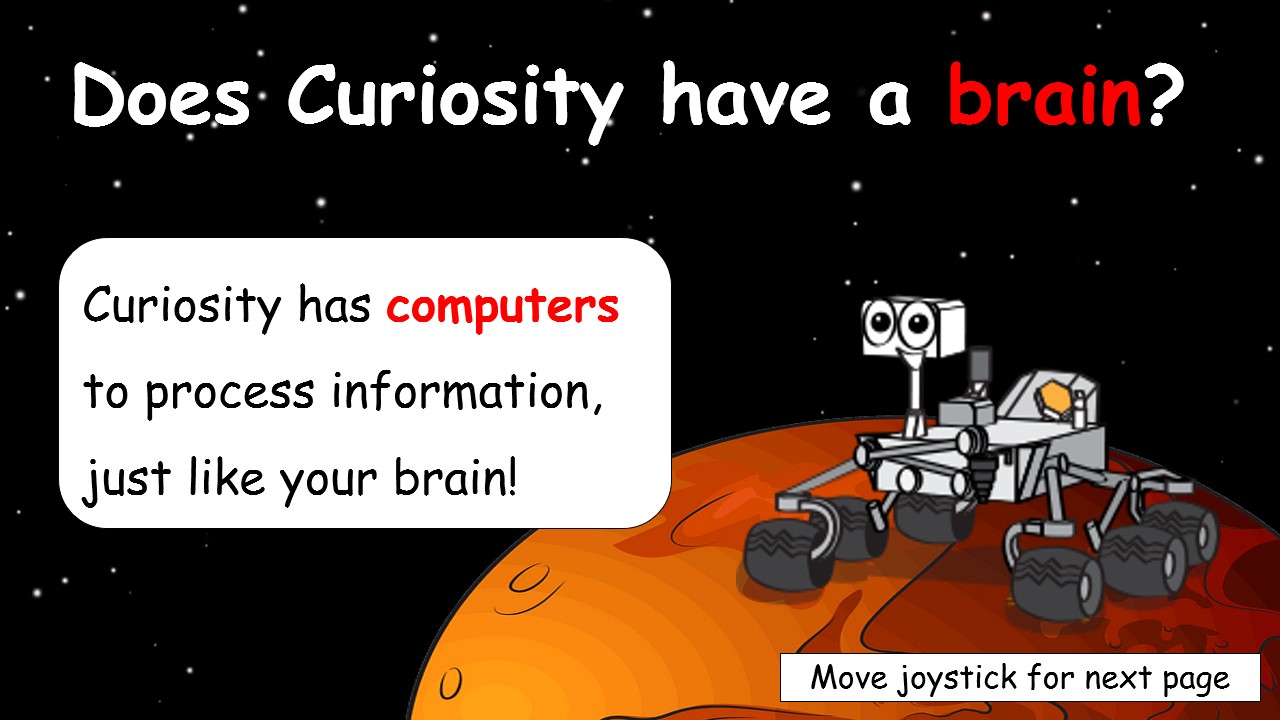 Does Curiosity have a brain?
Curiosity has computers
to process information,
just like your brain!
Move joystick for next page